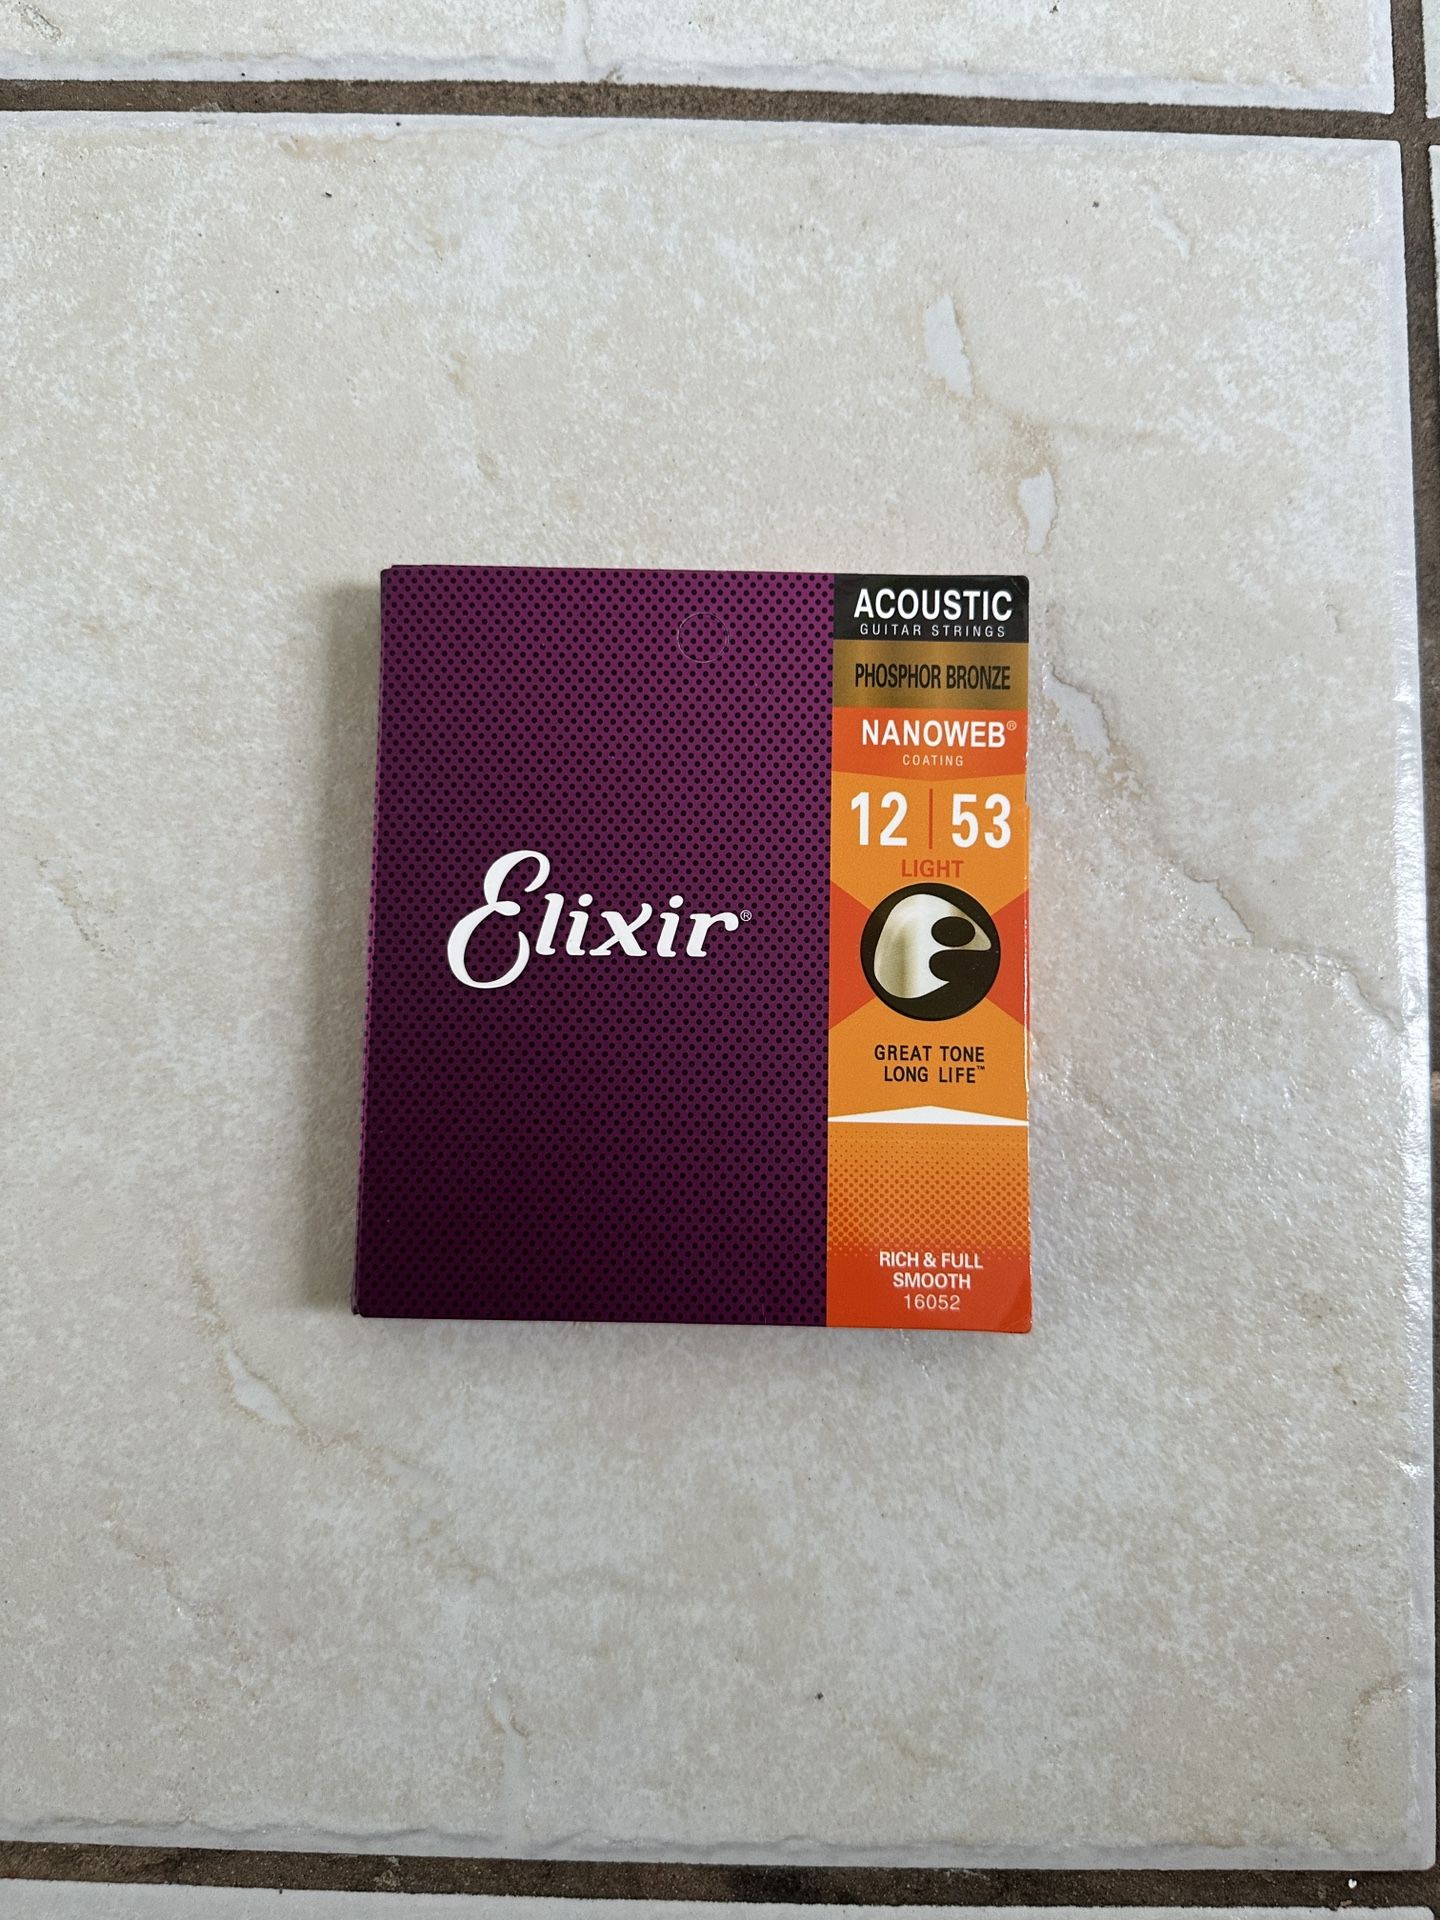 Elixir®
ACOUSTIC
GUITAR STRINGS
PHOSPHOR BRONZE
NANOWEB®
COATING
12 | 53
LIGHT
GREAT TONE
LONG LIFE™
RICH & FULL
SMOOTH
16052